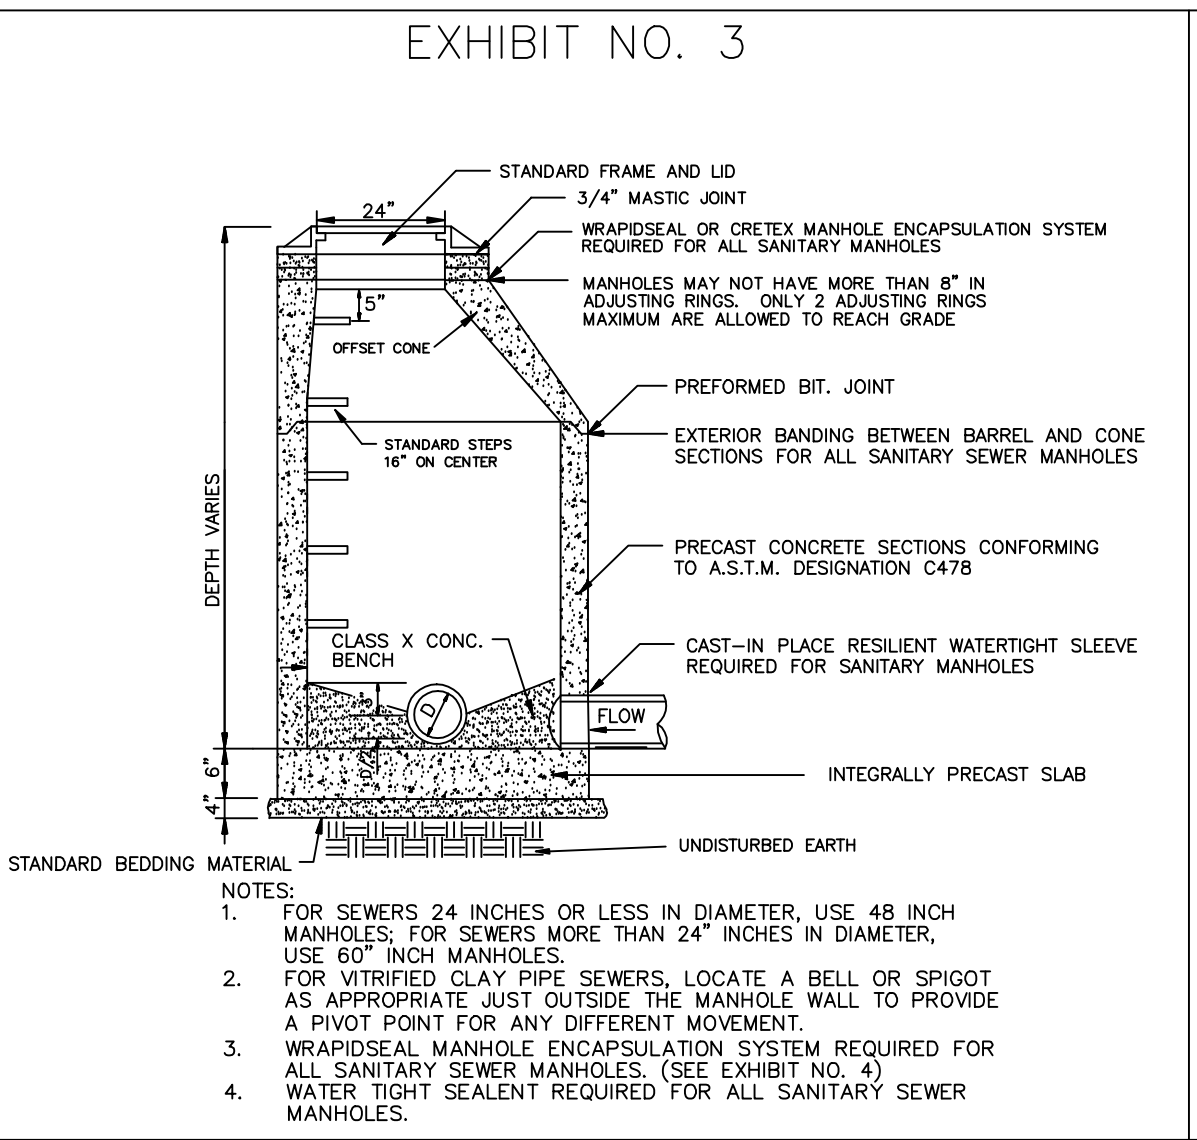 EXHIBIT NO. 3
STANDARD FRAME AND LID
3/4" MASTIC JOINT
24"
WRAPIDSEAL OR CRETEX MANHOLE ENCAPSULATION SYSTEM
REQUIRED FOR ALL SANITARY MANHOLES
MANHOLES MAY NOT HAVE MORE THAN 8" IN
ADJUSTING RINGS. ONLY 2 ADJUSTING RINGS
MAXIMUM ARE ALLOWED TO REACH GRADE
5"
OFFSET CONE
PREFORMED BIT. JOINT
EXTERIOR BANDING BETWEEN BARREL AND CONE
SECTIONS FOR ALL SANITARY SEWER MANHOLES
STANDARD STEPS
16" ON CENTER
DEPTH VARIES
PRECAST CONCRETE SECTIONS CONFORMING
TO A.S.T.M. DESIGNATION C478
CLASS X CONC.
BENCH
CAST-IN PLACE RESILIENT WATERTIGHT SLEEVE
REQUIRED FOR SANITARY MANHOLES
3"
D
FLOW
D/2
6"
INTEGRALLY PRECAST SLAB
4"
UNDISTURBED EARTH
STANDARD BEDDING MATERIAL
NOTES:
1. FOR SEWERS 24 INCHES OR LESS IN DIAMETER, USE 48 INCH
MANHOLES; FOR SEWERS MORE THAN 24" INCHES IN DIAMETER,
USE 60" INCH MANHOLES.
2. FOR VITRIFIED CLAY PIPE SEWERS, LOCATE A BELL OR SPIGOT
AS APPROPRIATE JUST OUTSIDE THE MANHOLE WALL TO PROVIDE
A PIVOT POINT FOR ANY DIFFERENT MOVEMENT.
3. WRAPIDSEAL MANHOLE ENCAPSULATION SYSTEM REQUIRED FOR
ALL SANITARY SEWER MANHOLES. (SEE EXHIBIT NO. 4)
4. WATER TIGHT SEALENT REQUIRED FOR ALL SANITARY SEWER
MANHOLES.